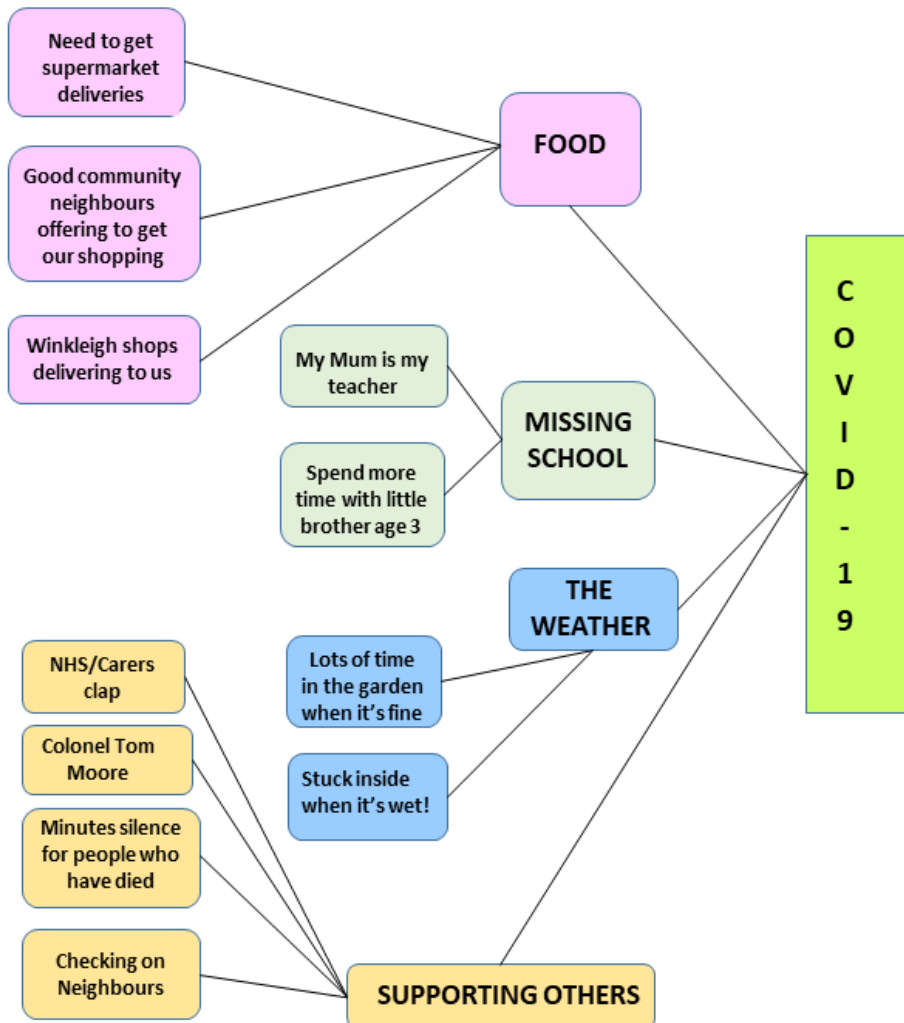 Need to get
supermarket
deliveries
FOOD
Good community
neighbours
offering to get
our shopping
Winkleigh shops
delivering to us
My Mum is my
teacher
MISSING
SCHOOL
Spend more
time with little
brother age 3
THE
WEATHER
Lots of time
in the garden
when it's fine
Stuck inside
when it's wet!
NHS/Carers
clap
Colonel Tom
Moore
Minutes silence
for people who
have died
Checking on
Neighbours
SUPPORTING OTHERS
C
O
V
I
D
-
1
9